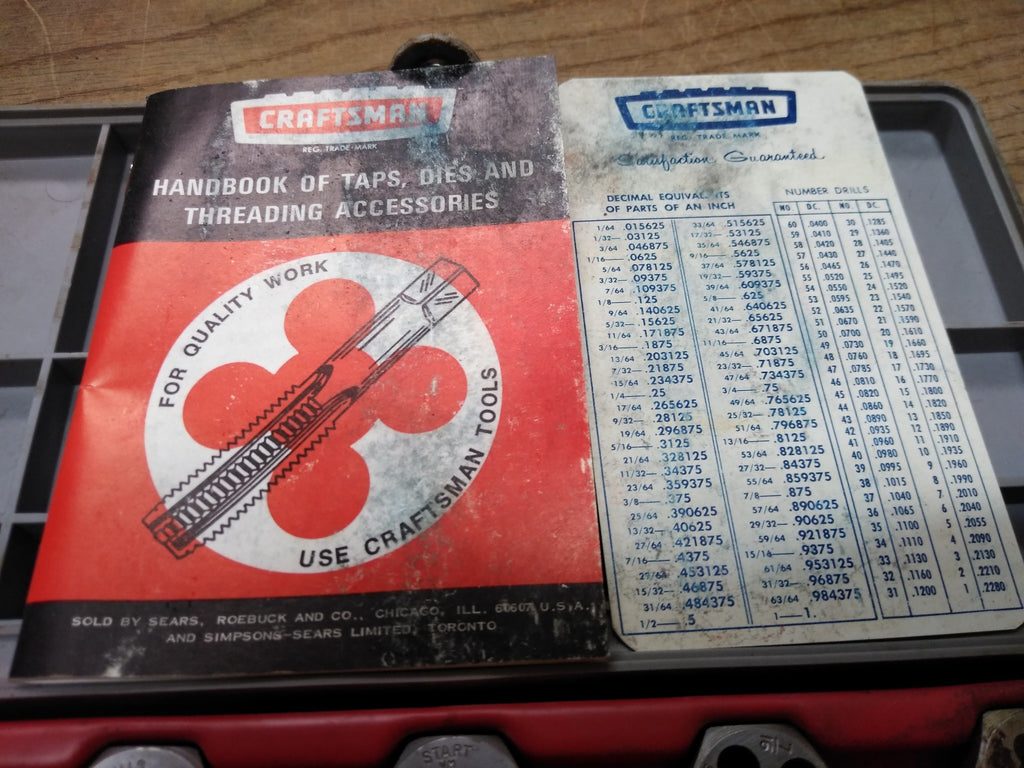 CRAFTSMAN
REG. TRADE-MARK
HANDBOOK OF TAPS, DIES AND
THREADING ACCESSORIES
FOR QUALITY WORK
USE CRAFTSMAN TOOLS
SOLD BY SEARS, ROEBUCK AND CO., CHICAGO, ILL. 60607 U.S.A.
AND SIMPSONS-SEARS LIMITED, TORONTO
CRAFTSMAN
REG. TRADE MARK
Satisfaction Guaranteed
DECIMAL EQUIVALENTS
OF PARTS OF AN INCH
1/64 .015625
1/32 .03125
3/64 .046875
1/16 .0625
5/64 .078125
3/32 .09375
7/64 .109375
1/8 .125
9/64 .140625
5/32 .15625
11/64 .171875
3/16 .1875
13/64 .203125
7/32 .21875
15/64 .234375
1/4 .25
17/64 .265625
9/32 .28125
19/64 .296875
5/16 .3125
21/64 .328125
11/32 .34375
23/64 .359375
3/8 .375
25/64 .390625
13/32 .40625
27/64 .421875
7/16 .4375
29/64 .453125
15/32 .46875
31/64 .484375
1/2 .5
33/64 .515625
17/32 .53125
35/64 .546875
9/16 .5625
37/64 .578125
19/32 .59375
39/64 .609375
5/8 .625
41/64 .640625
21/32 .65625
43/64 .671875
11/16 .6875
45/64 .703125
23/32 .71875
47/64 .734375
3/4 .75
49/64 .765625
25/32 .78125
51/64 .796875
13/16 .8125
53/64 .828125
27/32 .84375
55/64 .859375
7/8 .875
57/64 .890625
29/32 .90625
59/64 .921875
15/16 .9375
61/64 .953125
31/32 .96875
63/64 .984375
1 1.
NUMBER DRILLS
NO DC. NO DC.
60 .0400 30 .1285
59 .0410 29 .1360
58 .0420 28 .1405
57 .0430 27 .1440
56 .0465 26 .1470
55 .0520 25 .1495
54 .0550 24 .1520
53 .0595 23 .1540
52 .0635 22 .1570
51 .0670 21 .1590
50 .0700 20 .1610
49 .0730 19 .1660
48 .0760 18 .1695
47 .0785 17 .1730
46 .0810 16 .1770
45 .0820 15 .1800
44 .0860 14 .1820
43 .0890 13 .1850
42 .0935 12 .1890
41 .0960 11 .1910
40 .0980 10 .1935
39 .0995 9 .1960
38 .1015 8 .1990
37 .1040 7 .2010
36 .1065 6 .2040
35 .1100 5 .2055
34 .1110 4 .2090
33 .1130 3 .2130
32 .1160 2 .2210
31 .1200 1 .2280
START